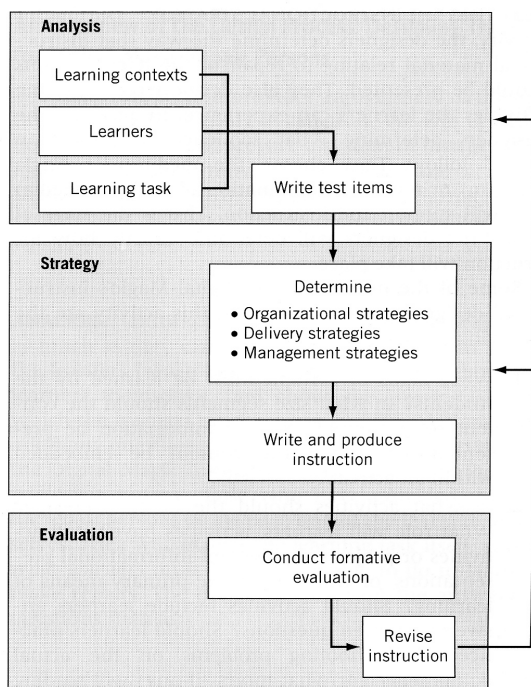 Analysis
Learning contexts
Learners
Learning task
Write test items
Strategy
Determine
• Organizational strategies
• Delivery strategies
• Management strategies
Write and produce
instruction
Evaluation
Conduct formative
evaluation
Revise
instruction